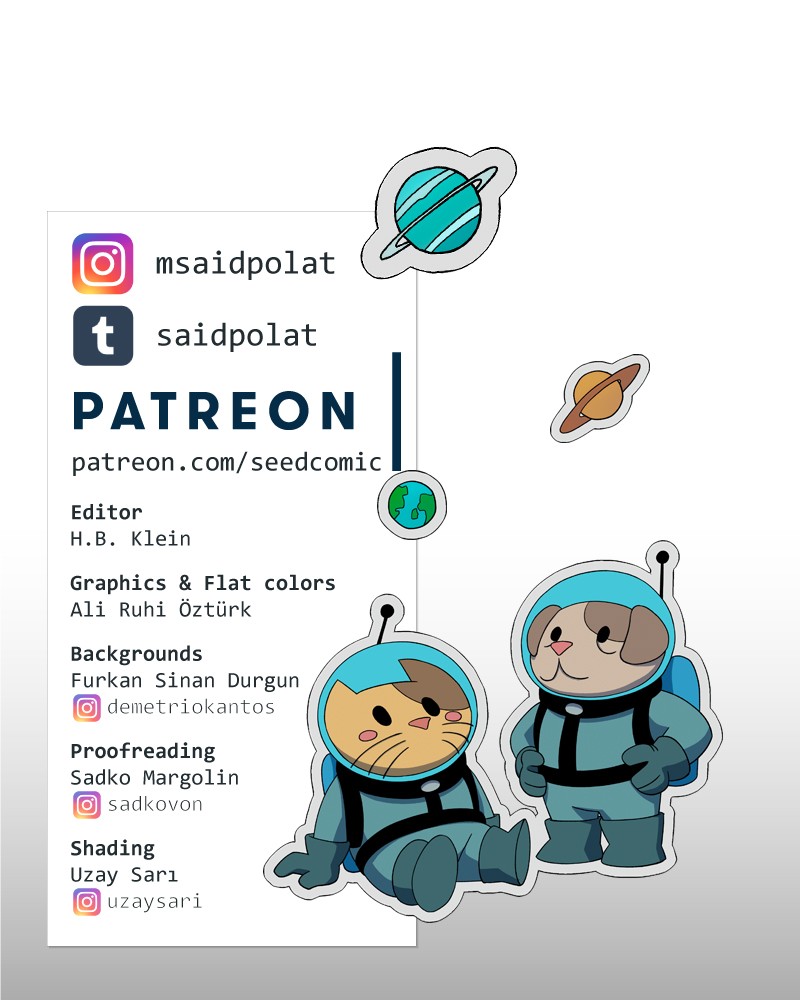 msaidpolat
t
saidpolat
PATREON
patreon.com/seedcomic
Editor
H.B. Klein
Graphics & Flat colors
Ali Ruhi Öztürk
Backgrounds
Furkan Sinan Durgun
demetriokantos
Proofreading
Sadko Margolin
sadkovon
Shading
Uzay Sarı
uzaysari